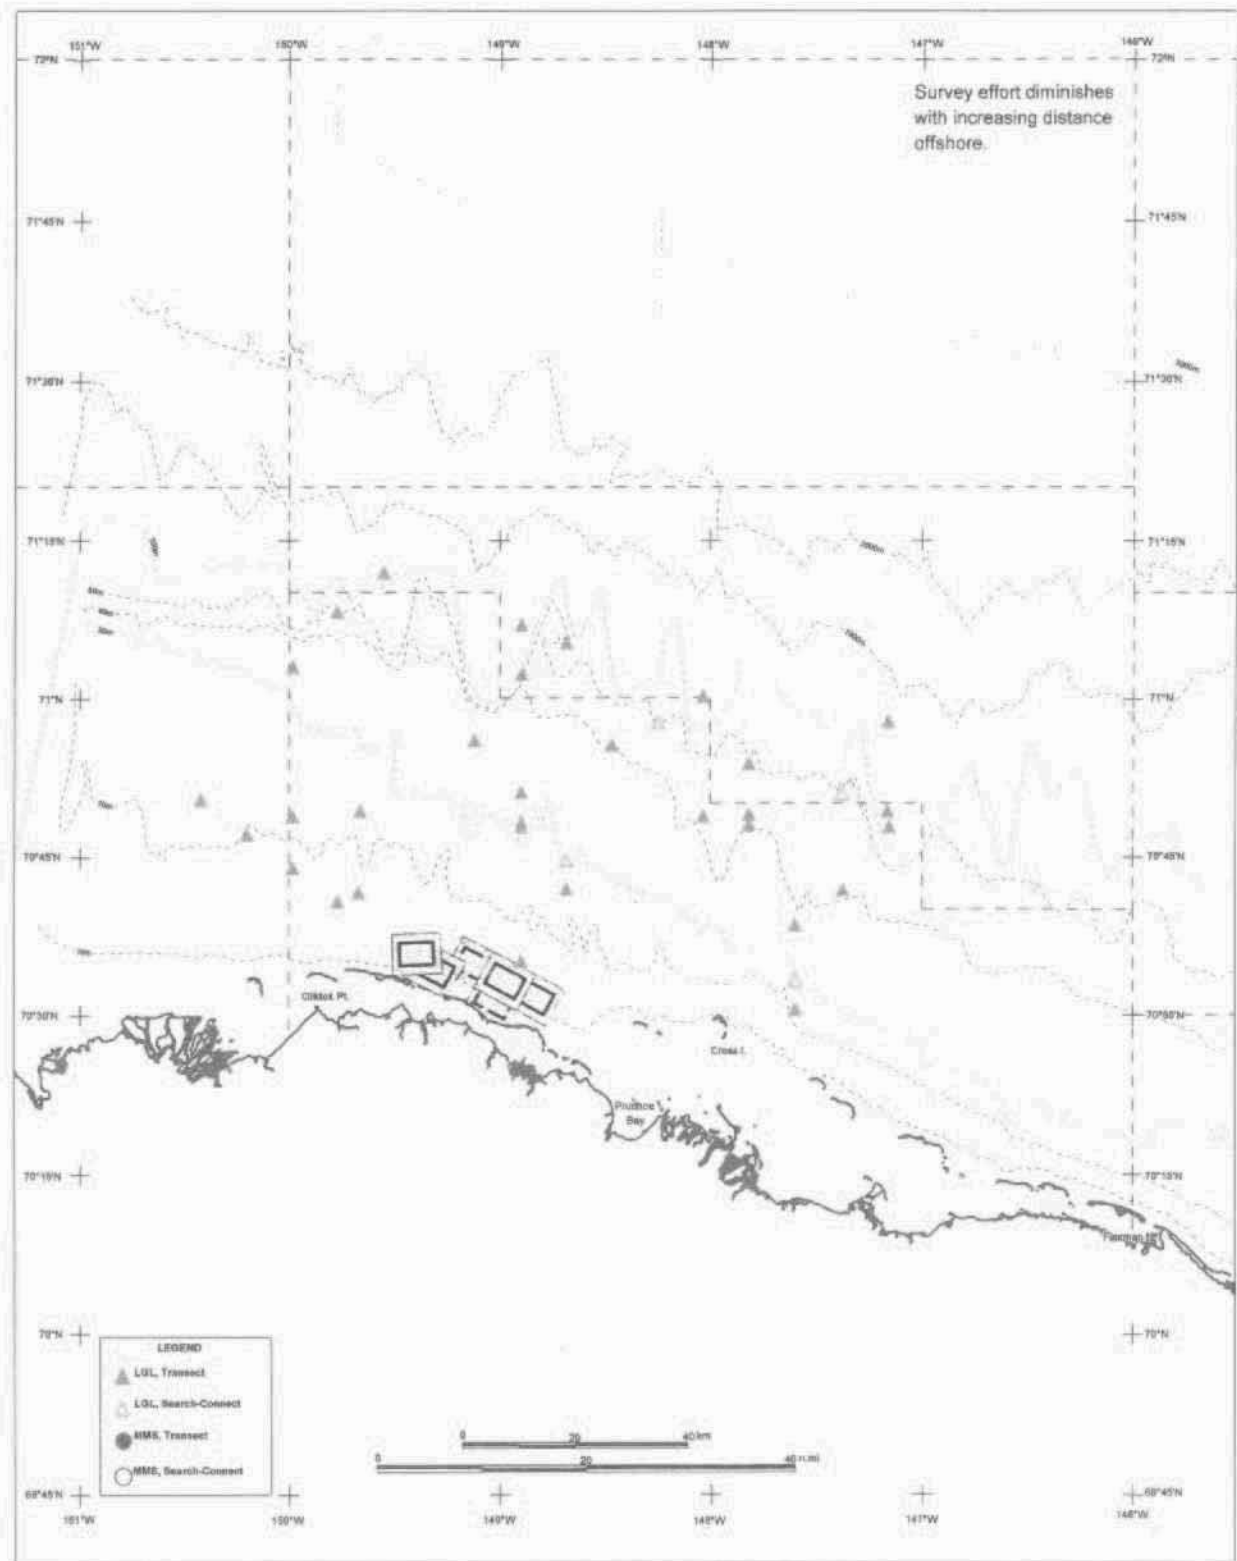 151°W 150°W 149°W 148°W 147°W 146°W
72°N 72°N
Survey effort diminishes
with increasing distance
offshore.
71°45'N 71°45'N
71°30'N 71°30'N
71°15'N 71°15'N
2000m
1000m
50m
71°N 71°N
70°45'N 70°45'N
Oliktok Pt.
70°30'N 70°30'N
Cross I.
Prudhoe
Bay
70°15'N 70°15'N
70°N 70°N
LEGEND
LGL, Transect
LGL, Search-Connect
MMS, Transect
MMS, Search-Connect
0 20 40 km
0 20 40 n.mi
69°45'N 69°45'N
151°W 150°W 149°W 148°W 147°W 146°W